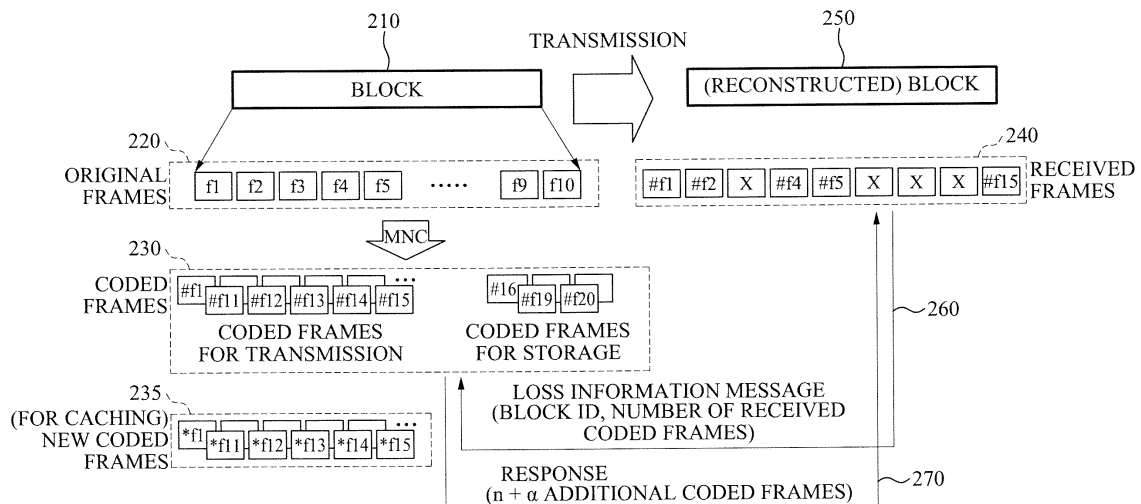 210
250
TRANSMISSION
BLOCK
(RECONSTRUCTED) BLOCK
220
240
ORIGINAL
FRAMES
f1 f2 f3 f4 f5 ····· f9 f10
#f1 #f2 X #f4 #f5 X X X #f15
RECEIVED
FRAMES
MNC
230
CODED
FRAMES
#f1 #f11 #f12 #f13 #f14 #f15 ···
#16 #f19 #f20
CODED FRAMES
FOR TRANSMISSION
CODED FRAMES
FOR STORAGE
260
235
(FOR CACHING)
NEW CODED
FRAMES
*f1 *f11 *f12 *f13 *f14 *f15 ···
LOSS INFORMATION MESSAGE
(BLOCK ID, NUMBER OF RECEIVED
CODED FRAMES)
RESPONSE
(n + α ADDITIONAL CODED FRAMES)
270